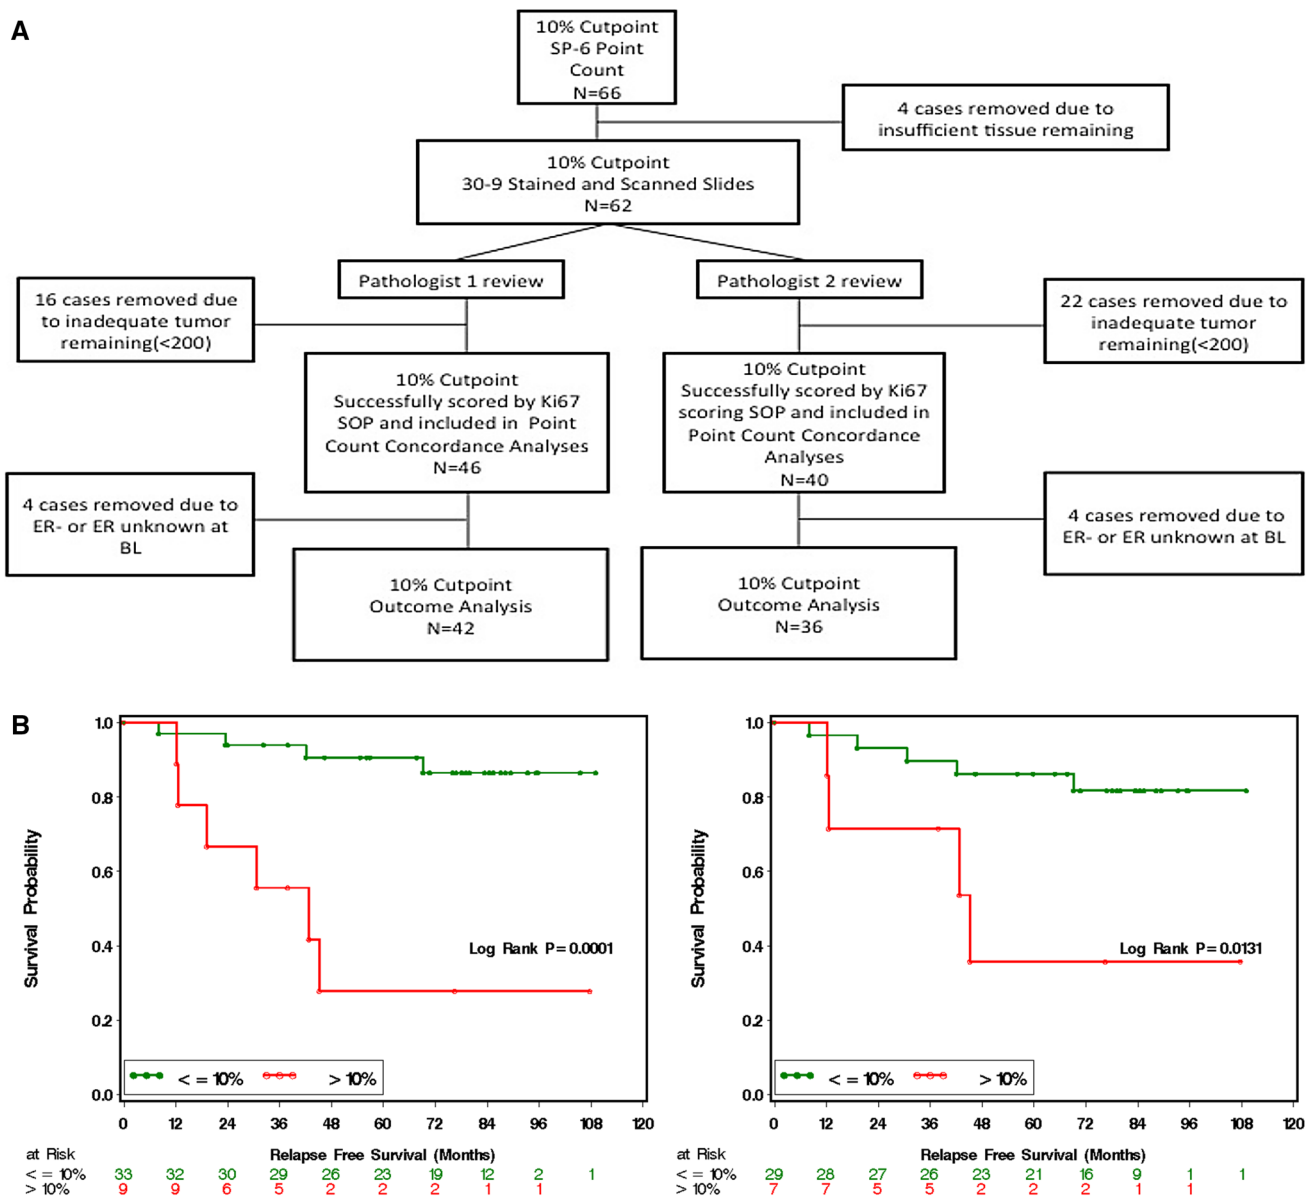 A
10% Cutpoint
SP-6 Point
Count
N=66
4 cases removed due to
insufficient tissue remaining
10% Cutpoint
30-9 Stained and Scanned Slides
N=62
Pathologist 1 review
Pathologist 2 review
16 cases removed due
to inadequate tumor
remaining(<200)
22 cases removed due to
inadequate tumor
remaining(<200)
10% Cutpoint
Successfully scored by Ki67
SOP and included in Point
Count Concordance Analyses
N=46
10% Cutpoint
Successfully scored by Ki67
scoring SOP and included in
Point Count Concordance
Analyses
N=40
4 cases removed due to
ER- or ER unknown at
BL
4 cases removed due to
ER- or ER unknown at BL
10% Cutpoint
Outcome Analysis
N=42
10% Cutpoint
Outcome Analysis
N=36
B
Survival Probability
1.0
0.8
0.6
0.4
0.2
0.0
Log Rank P=0.0001
<=10% >10%
0 12 24 36 48 60 72 84 96 108 120
at Risk Relapse Free Survival (Months)
<=10% 33 32 30 29 26 23 19 12 2 1
>10% 9 9 6 5 2 2 2 1 1
Survival Probability
1.0
0.8
0.6
0.4
0.2
0.0
Log Rank P=0.0131
<=10% >10%
0 12 24 36 48 60 72 84 96 108 120
at Risk Relapse Free Survival (Months)
<=10% 29 28 27 26 23 21 16 9 1 1
>10% 7 7 5 5 2 2 2 1 1